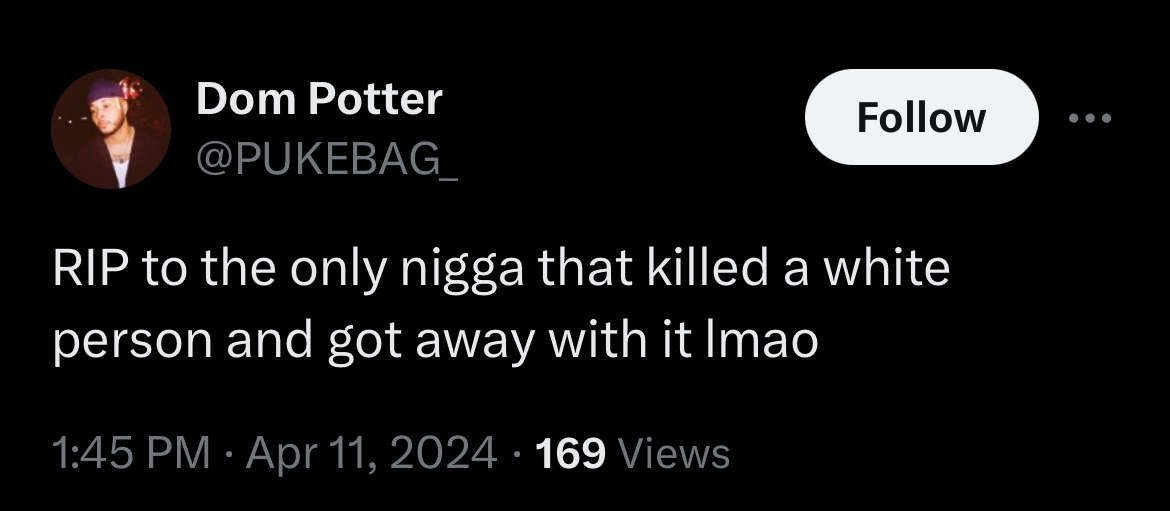 Dom Potter
Follow
@PUKEBAG_
RIP to the only nigga that killed a white
person and got away with it lmao
1:45 PM · Apr 11, 2024 · 169 Views